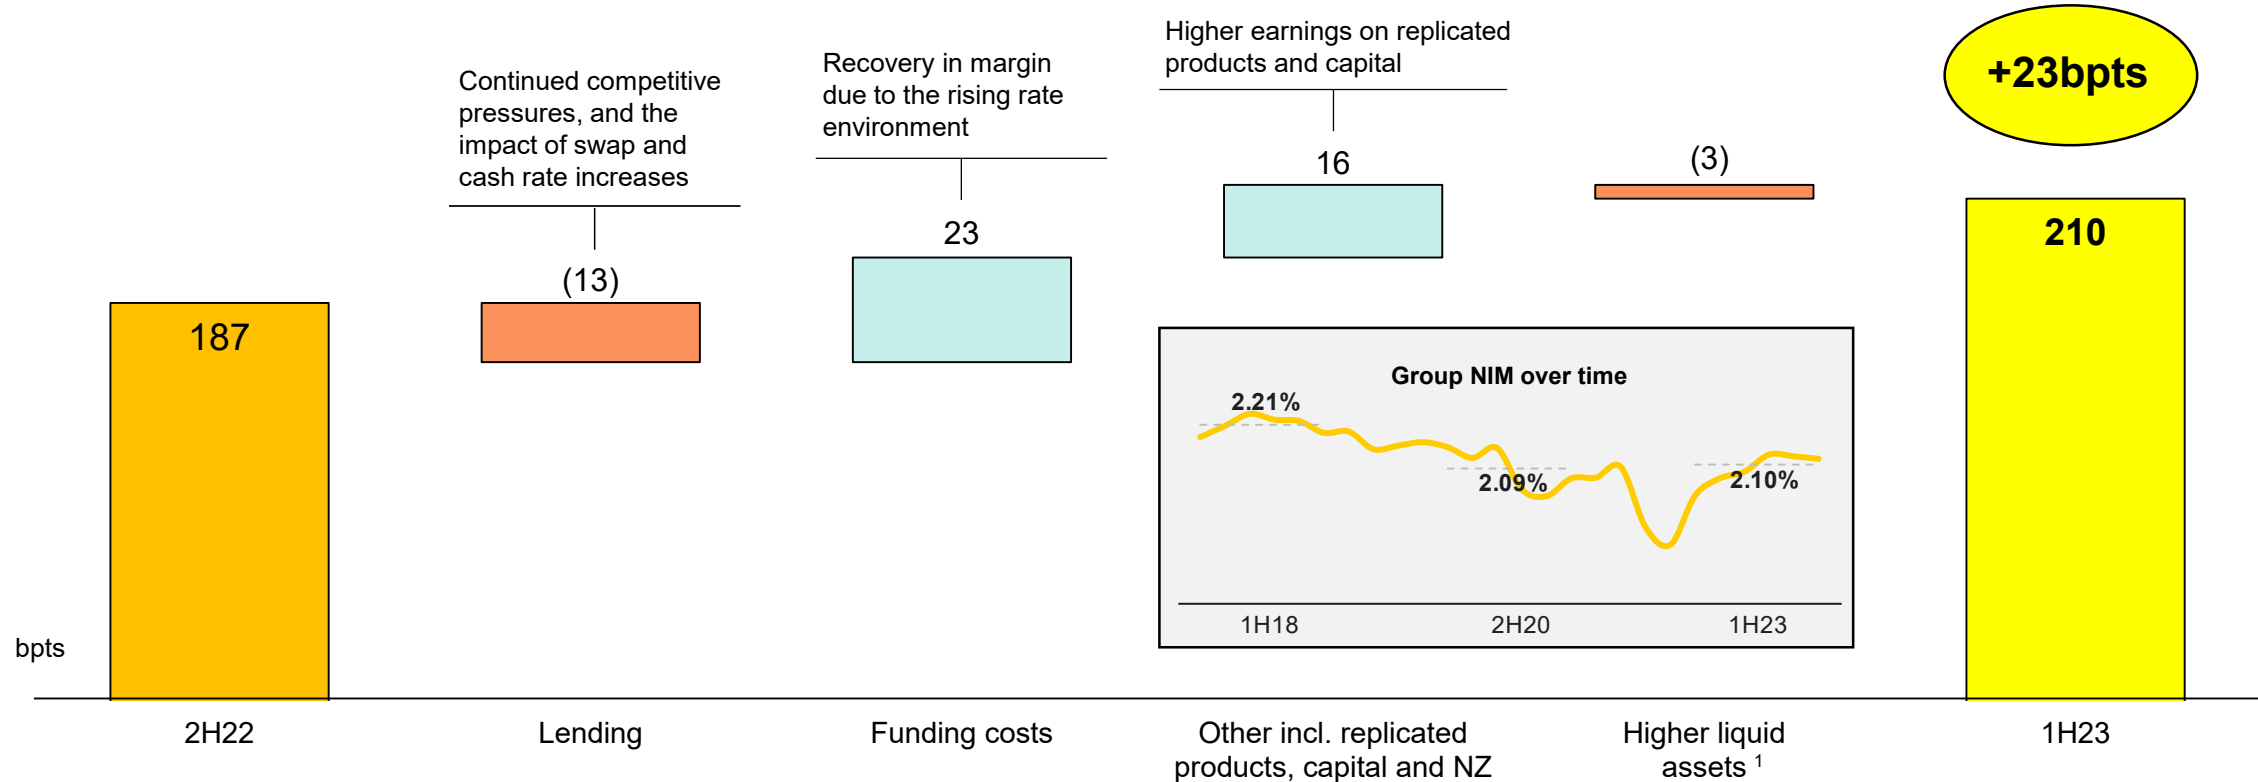 Continued competitive
pressures, and the
impact of swap and
cash rate increases
Recovery in margin
due to the rising rate
environment
Higher earnings on replicated
products and capital
+23bpts
187
(13)
23
16
(3)
210
Group NIM over time
2.21%
2.09%
2.10%
1H18
2H20
1H23
bpts
2H22
Lending
Funding costs
Other incl. replicated
products, capital and NZ
Higher liquid
assets 1
1H23